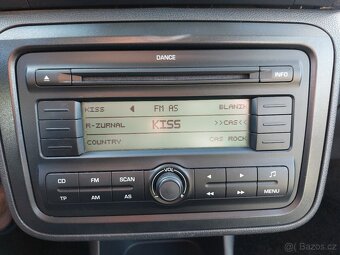 DANCE
INFO
KISS ◄ FM AS BLANIK
R-ZURNAL KISS >>CAS<<
COUNTRY CAS ROCK
CD FM SCAN VOL ◄ ► ♪
TP AM AS ◄◄ ►► MENU
Bazos.cz